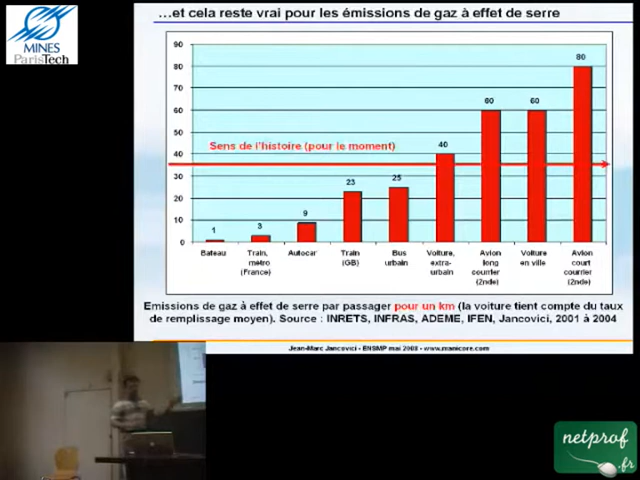 …et cela reste vrai pour les émissions de gaz à effet de serre
MINES
ParisTech
90
80
70
60
50
40
30
20
10
0
Sens de l'histoire (pour le moment)
1
3
9
23
25
40
60
60
80
Bateau
Train, métro (France)
Autocar
Train (GB)
Bus urbain
Voiture, extra-urbain
Avion long courrier (2nde)
Voiture en ville
Avion court courrier (2nde)
Emissions de gaz à effet de serre par passager pour un km (la voiture tient compte du taux
de remplissage moyen). Source : INRETS, INFRAS, ADEME, IFEN, Jancovici, 2001 à 2004
Jean-Marc Jancovici - ENSMP mai 2008 - www.manicore.com
netprof
.fr